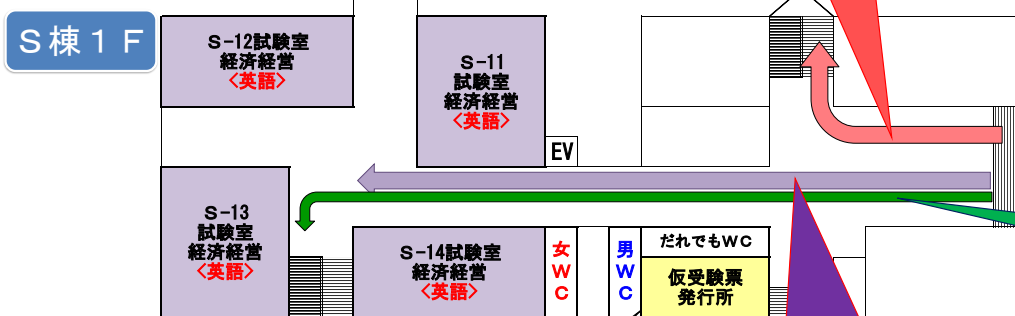 S棟1F
S-12試験室
経済経営
<英語>
S-11
試験室
経済経営
<英語>
EV
S-13
試験室
経済経営
<英語>
S-14試験室
経済経営
<英語>
女
W
C
男
W
C
だれでもWC
仮受験票
発行所